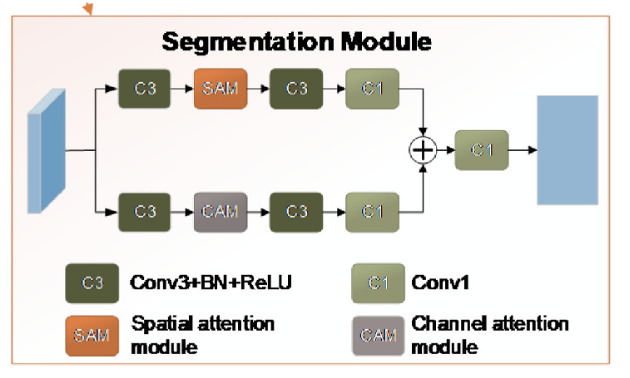 Segmentation Module
C3 SAM C3 C1
C1
C3 CAM C3 C1
C3 Conv3+BN+ReLU C1 Conv1
SAM Spatial attention module
CAM Channel attention module